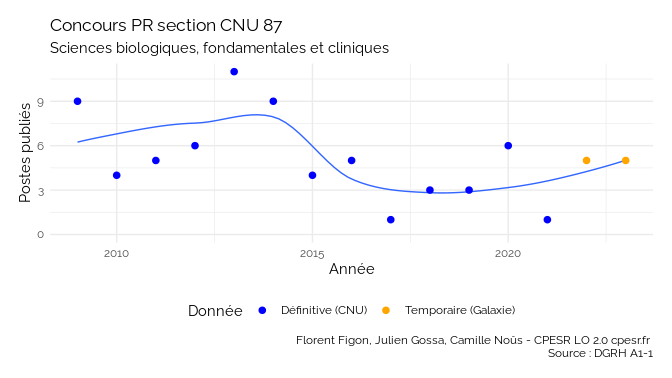 Concours PR section CNU 87
Sciences biologiques, fondamentales et cliniques
Postes publiés
9
6
3
0
2010
2015
2020
Année
Donnée
Définitive (CNU)
Temporaire (Galaxie)
Florent Figon, Julien Gossa, Camille Noûs - CPESR LO 2.0 cpesr.fr
Source : DGRH A1-1